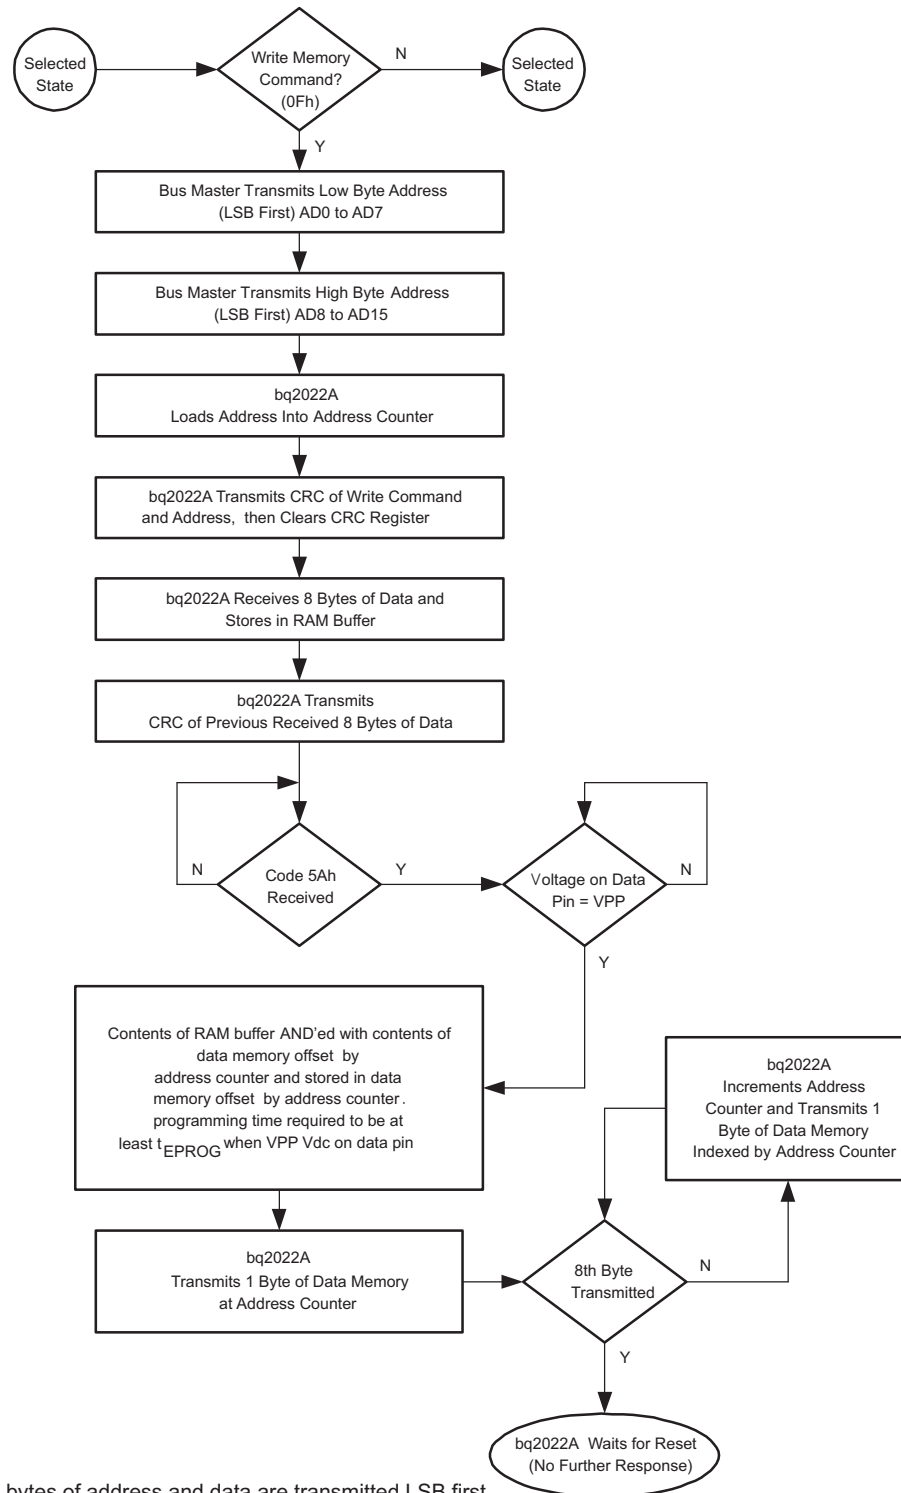 Selected
State
Write Memory
Command?
(0Fh)
N
Selected
State
Y
Bus Master Transmits Low Byte Address
(LSB First) AD0 to AD7
Bus Master Transmits High Byte Address
(LSB First) AD8 to AD15
bq2022A
Loads Address Into Address Counter
bq2022A Transmits CRC of Write Command
and Address, then Clears CRC Register
bq2022A Receives 8 Bytes of Data and
Stores in RAM Buffer
bq2022A Transmits
CRC of Previous Received 8 Bytes of Data
N
Code 5Ah
Received
Y
Voltage on Data
Pin = VPP
N
Y
Contents of RAM buffer AND'ed with contents of
data memory offset by
address counter and stored in data
memory offset by address counter.
programming time required to be at
least tEPROG when VPP Vdc on data pin
bq2022A
Increments Address
Counter and Transmits 1
Byte of Data Memory
Indexed by Address Counter
bq2022A
Transmits 1 Byte of Data Memory
at Address Counter
8th Byte
Transmitted
N
Y
bq2022A Waits for Reset
(No Further Response)
bytes of address and data are transmitted LSB first